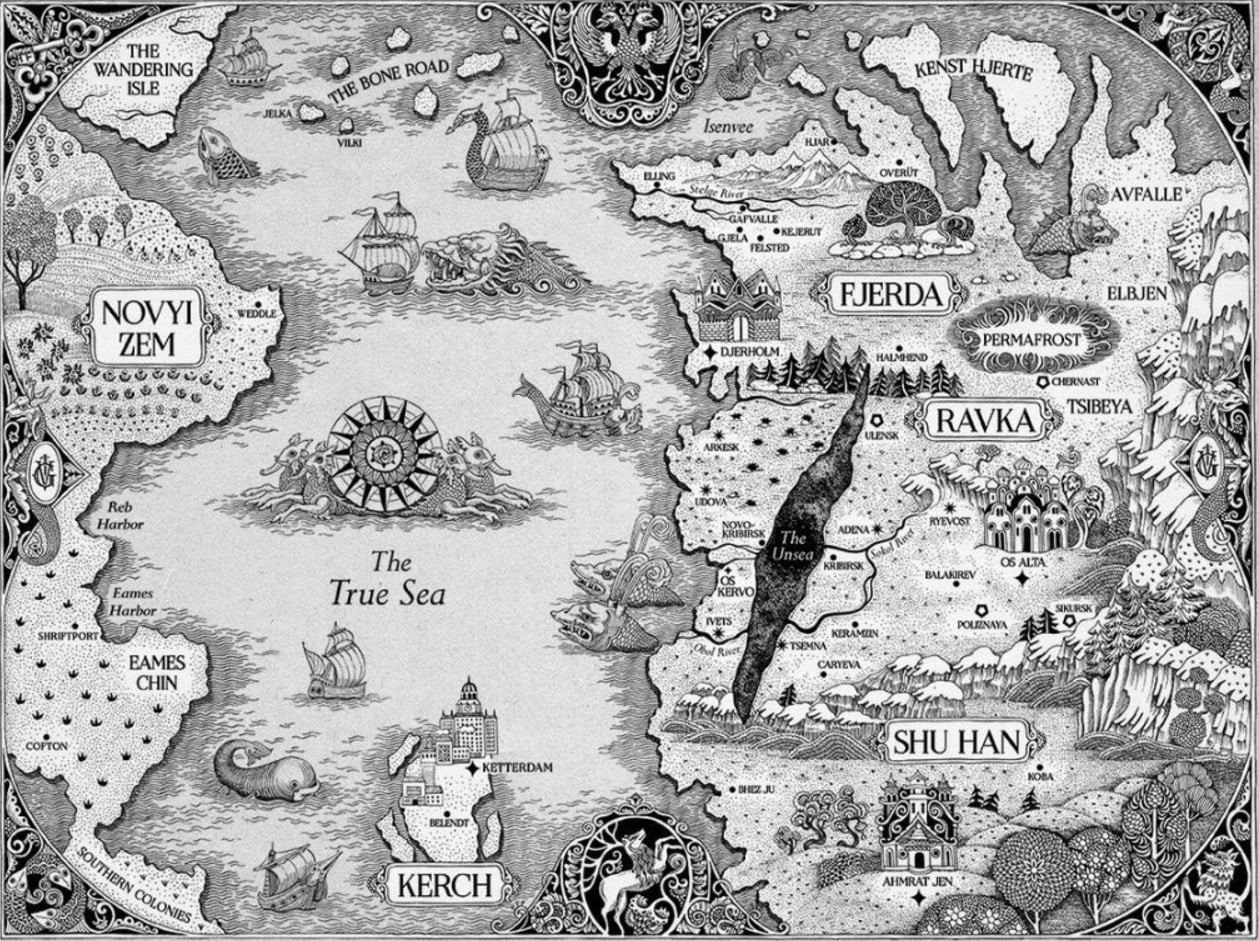 THE
WANDERING
ISLE
THE BONE ROAD
JELKA
VILKI
KENST HJERTE
Isenvee
HJAR
ELLING
Stelge River
OVERÜT
AVFALLE
GAFVALLE
GJELA
KEJERUT
FELSTED
NOVYI
ZEM
WEDDLE
FJERDA
ELBJEN
PERMAFROST
DJERHOLM
HALMHEND
CHERNAST
TSIBEYA
RAVKA
ULENSK
ARKESK
UDOVA
RYEVOST
Reb
Harbor
NOVO-
KRIBIRSK
The
Unsea
ADENA
Sokol River
KRIBIRSK
OS ALTA
The
True Sea
OS
KERVO
BALAKIREV
Eames
Harbor
SHRIFTPORT
IVETS
POLIZNAYA
SIKURSK
KERAMZIN
Obol River
TSEMNA
CARYEVA
EAMES
CHIN
COFTON
SHU HAN
KETTERDAM
KOBA
BHEZ JU
BELENDT
AHMRAT JEN
KERCH
SOUTHERN COLONIES